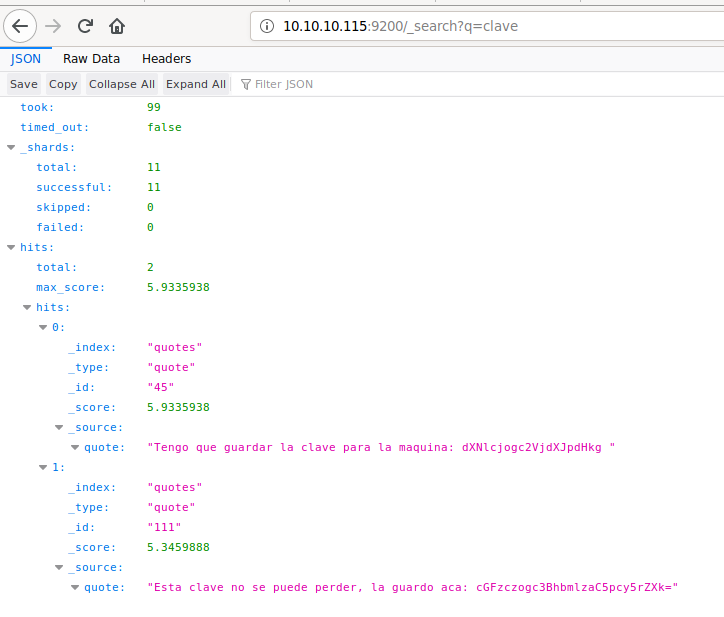 10.10.10.115:9200/_search?q=clave
JSON Raw Data Headers
Save Copy Collapse All Expand All Filter JSON
took: 99
timed_out: false
_shards:
total: 11
successful: 11
skipped: 0
failed: 0
hits:
total: 2
max_score: 5.9335938
hits:
0:
_index: "quotes"
_type: "quote"
_id: "45"
_score: 5.9335938
_source:
quote: "Tengo que guardar la clave para la maquina: dXNlcjogc2VjdXJpdHkg "
1:
_index: "quotes"
_type: "quote"
_id: "111"
_score: 5.3459888
_source:
quote: "Esta clave no se puede perder, la guardo aca: cGFzczogc3BhbmlzaC5pcy5rZXk="